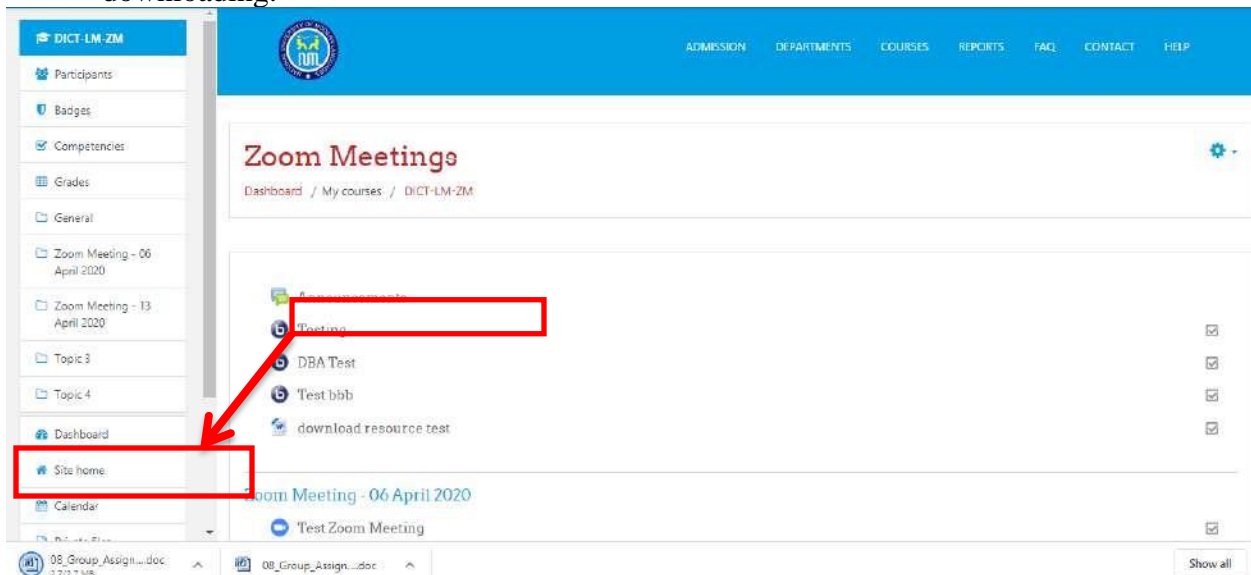 downloading.
DICT-LM-ZM
Participants
Badges
Competencies
Grades
General
Zoom Meeting - 06
April 2020
Zoom Meeting - 13
April 2020
Topic 3
Topic 4
Dashboard
Site home
Calendar
ADMISSION DEPARTMENTS COURSES REPORTS FAQ CONTACT HELP
Zoom Meetings
Dashboard / My courses / DICT-LM-ZM
Announcements
Testing
DBA Test
Test bbb
download resource test
Zoom Meeting - 06 April 2020
Test Zoom Meeting
08_Group_Assign....doc
08_Group_Assign....doc
Show all